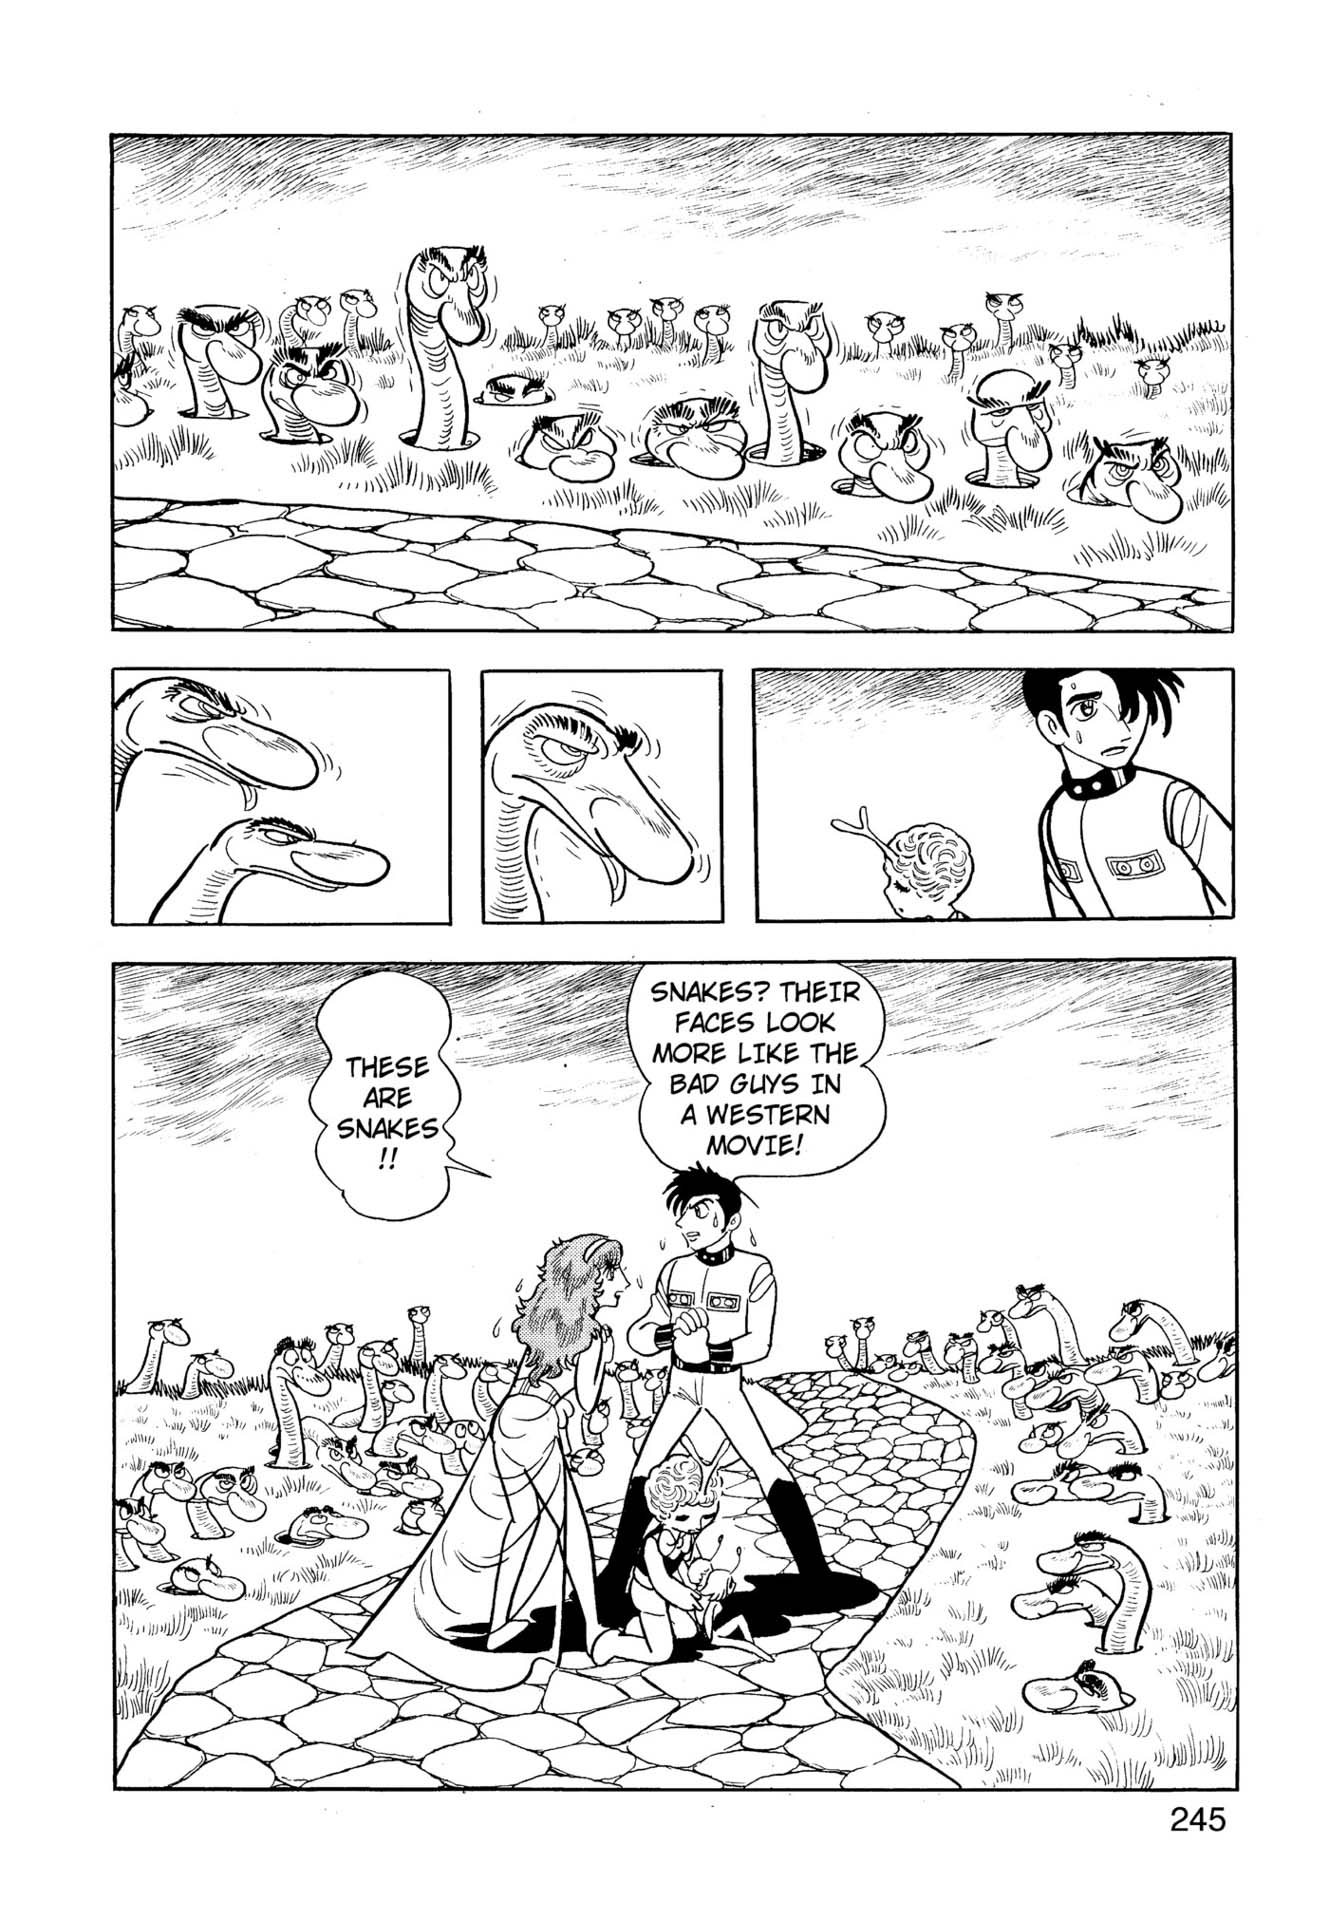 THESE
ARE
SNAKES
!!
SNAKES? THEIR
FACES LOOK
MORE LIKE THE
BAD GUYS IN
A WESTERN
MOVIE!
245